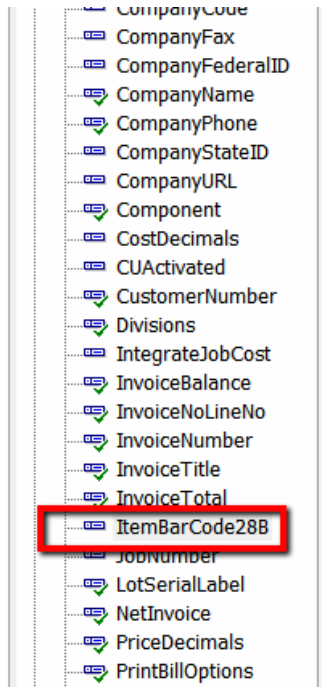 CompanyCode
CompanyFax
CompanyFederalID
CompanyName
CompanyPhone
CompanyStateID
CompanyURL
Component
CostDecimals
CUActivated
CustomerNumber
Divisions
IntegrateJobCost
InvoiceBalance
InvoiceNoLineNo
InvoiceNumber
InvoiceTitle
InvoiceTotal
ItemBarCode28B
JobNumber
LotSerialLabel
NetInvoice
PriceDecimals
PrintBillOptions